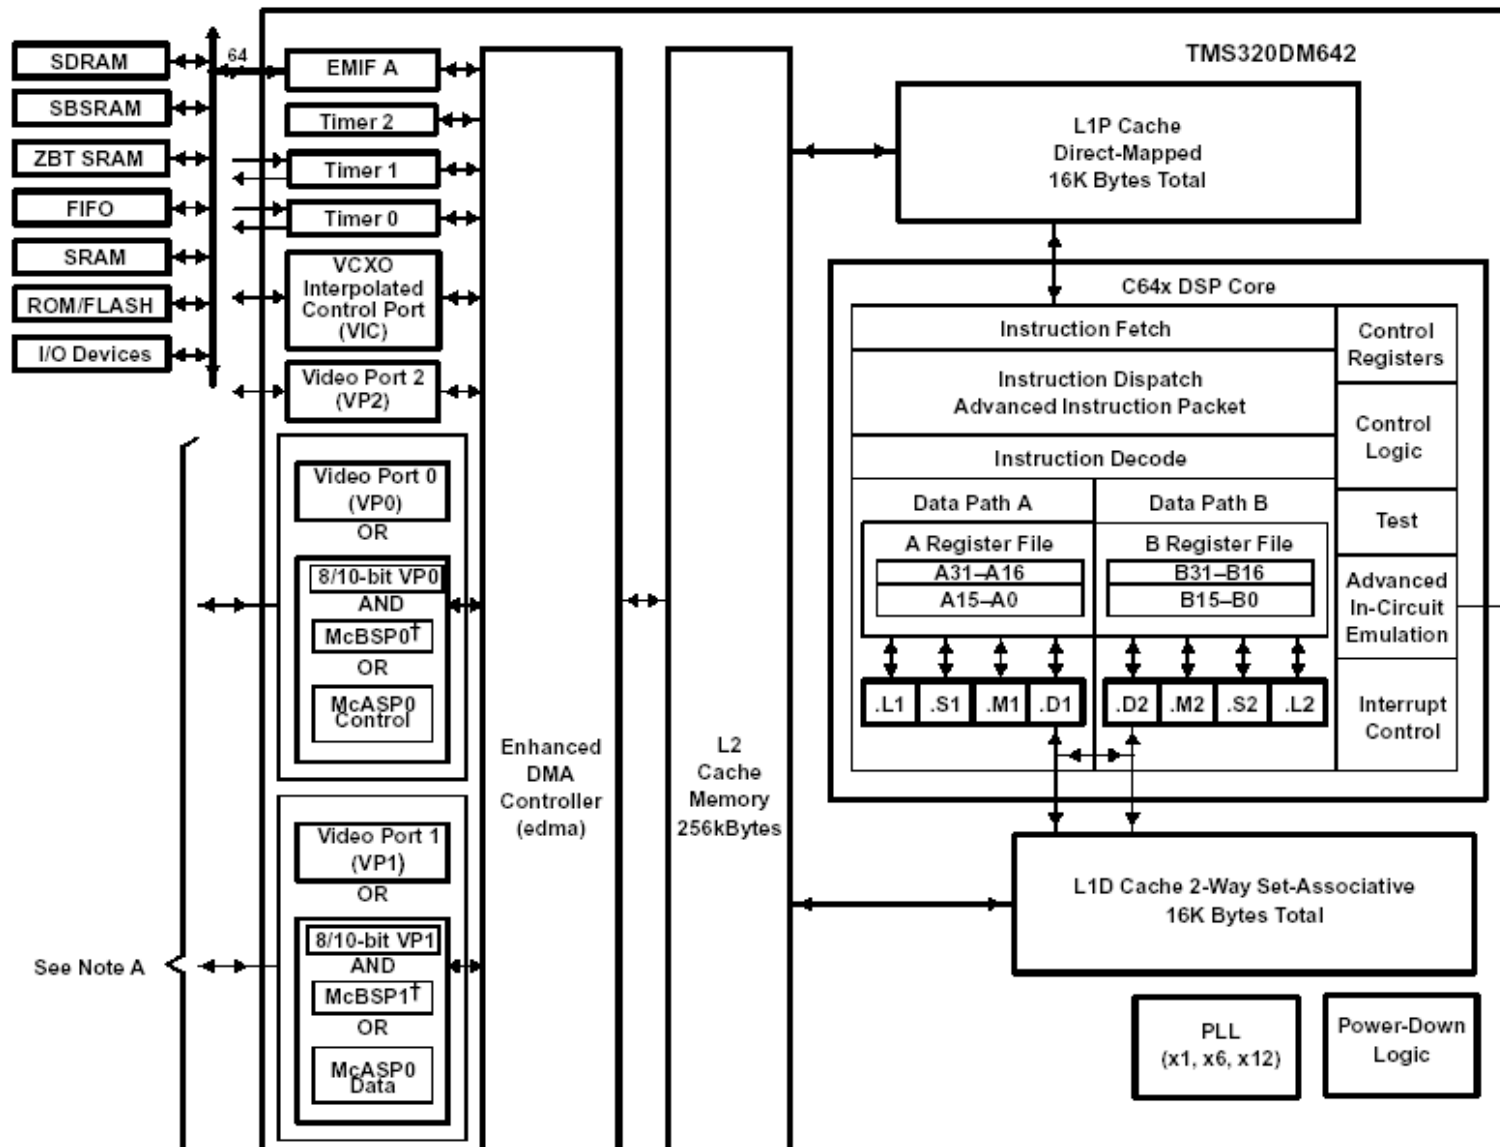 TMS320DM642
SDRAM
SBSRAM
ZBT SRAM
FIFO
SRAM
ROM/FLASH
I/O Devices
64
EMIF A
Timer 2
Timer 1
Timer 0
VCXO
Interpolated
Control Port
(VIC)
Video Port 2
(VP2)
Video Port 0
(VP0)
OR
8/10-bit VP0
AND
McBSP0†
OR
McASP0
Control
Video Port 1
(VP1)
OR
8/10-bit VP1
AND
McBSP1†
OR
McASP0
Data
See Note A
Enhanced
DMA
Controller
(edma)
L2
Cache
Memory
256kBytes
L1P Cache
Direct-Mapped
16K Bytes Total
C64x DSP Core
Instruction Fetch
Instruction Dispatch
Advanced Instruction Packet
Instruction Decode
Data Path A
Data Path B
A Register File
A31–A16
A15–A0
B Register File
B31–B16
B15–B0
.L1 .S1 .M1 .D1
.D2 .M2 .S2 .L2
Control
Registers
Control
Logic
Test
Advanced
In-Circuit
Emulation
Interrupt
Control
L1D Cache 2-Way Set-Associative
16K Bytes Total
PLL
(x1, x6, x12)
Power-Down
Logic